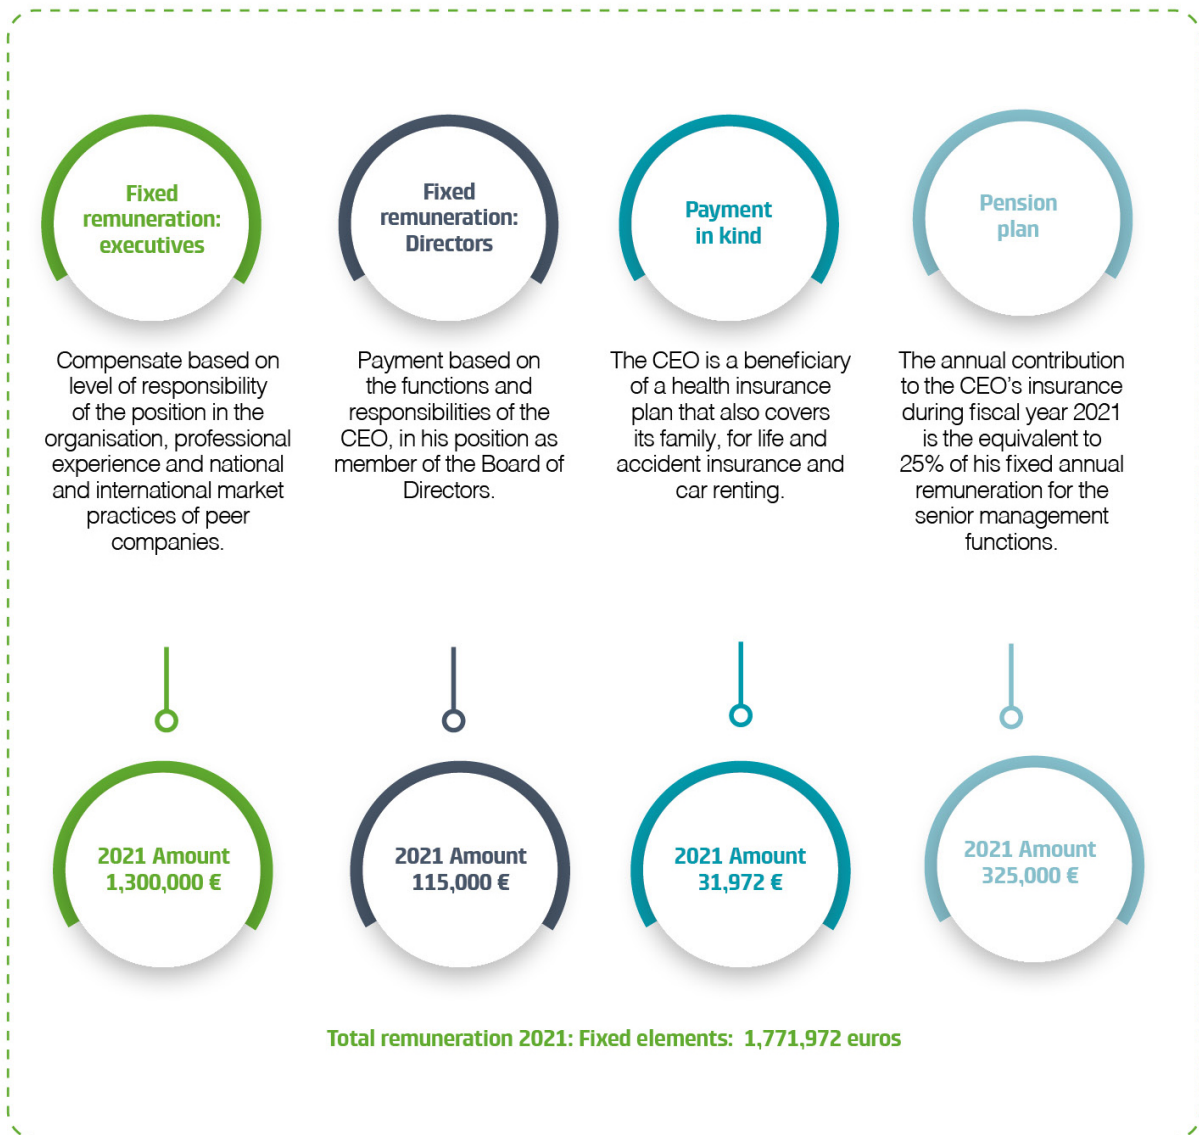 Fixed
remuneration:
executives
Compensate based on
level of responsibility
of the position in the
organisation, professional
experience and national
and international market
practices of peer
companies.
2021 Amount
1,300,000 €
Fixed
remuneration:
Directors
Payment based on
the functions and
responsibilities of the
CEO, in his position as
member of the Board of
Directors.
2021 Amount
115,000 €
Payment
in kind
The CEO is a beneficiary
of a health insurance
plan that also covers
its family, for life and
accident insurance and
car renting.
2021 Amount
31,972 €
Pension
plan
The annual contribution
to the CEO’s insurance
during fiscal year 2021
is the equivalent to
25% of his fixed annual
remuneration for the
senior management
functions.
2021 Amount
325,000 €
Total remuneration 2021: Fixed elements: 1,771,972 euros